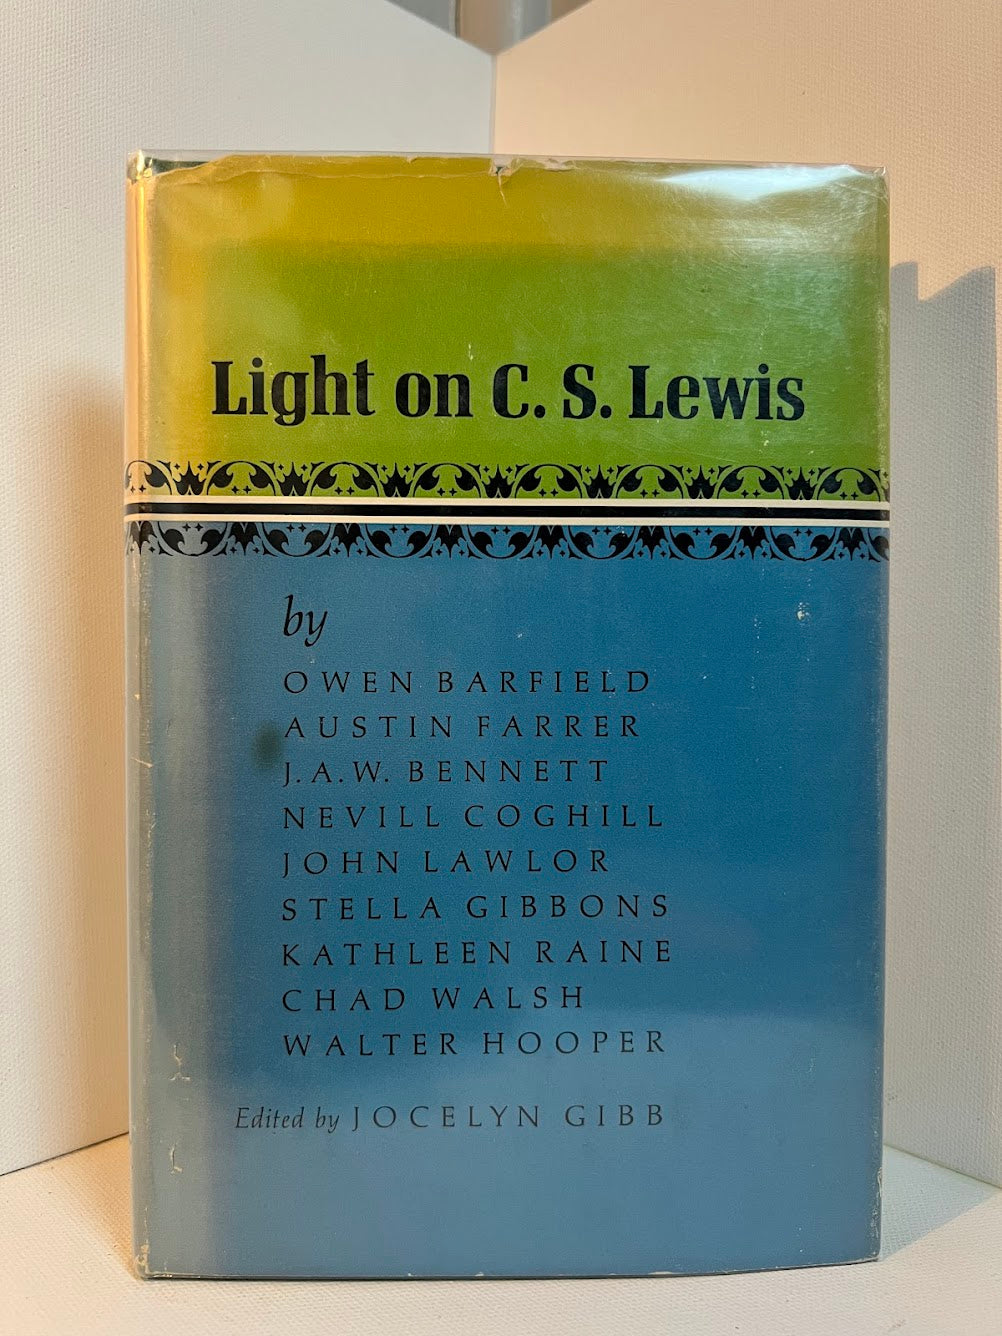 Light on C. S. Lewis
by
OWEN BARFIELD
AUSTIN FARRER
J.A.W. BENNETT
NEVILL COGHILL
JOHN LAWLOR
STELLA GIBBONS
KATHLEEN RAINE
CHAD WALSH
WALTER HOOPER
Edited by JOCELYN GIBB